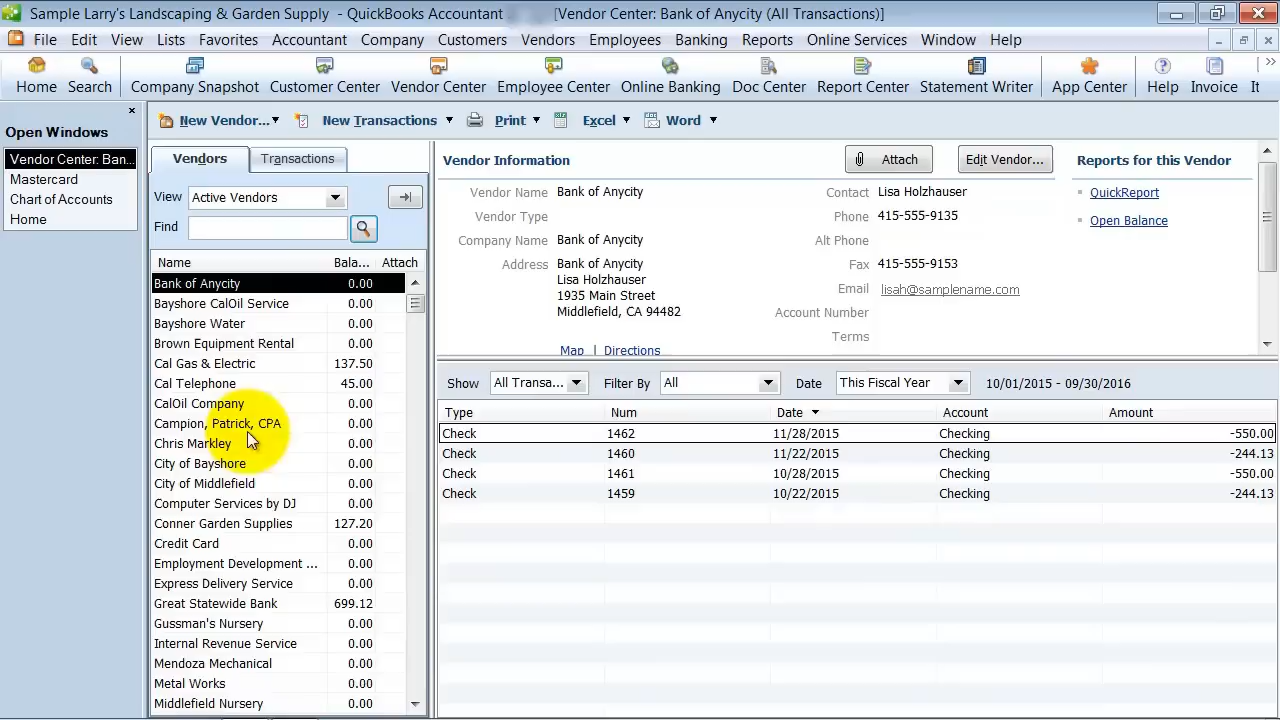 Sample Larry's Landscaping & Garden Supply - QuickBooks Accountant [Vendor Center: Bank of Anycity (All Transactions)]
File Edit View Lists Favorites Accountant Company Customers Vendors Employees Banking Reports Online Services Window Help
Home Search Company Snapshot Customer Center Vendor Center Employee Center Online Banking Doc Center Report Center Statement Writer App Center Help Invoice It
Open Windows
Vendor Center: Ban...
Mastercard
Chart of Accounts
Home
New Vendor... New Transactions Print Excel Word
Vendors Transactions
View Active Vendors
Find
Name Bala... Attach
Bank of Anycity 0.00
Bayshore CalOil Service 0.00
Bayshore Water 0.00
Brown Equipment Rental 0.00
Cal Gas & Electric 137.50
Cal Telephone 45.00
CalOil Company 0.00
Campion, Patrick, CPA 0.00
Chris Markley 0.00
City of Bayshore 0.00
City of Middlefield 0.00
Computer Services by DJ 0.00
Conner Garden Supplies 127.20
Credit Card 0.00
Employment Development ... 0.00
Express Delivery Service 0.00
Great Statewide Bank 699.12
Gussman's Nursery 0.00
Internal Revenue Service 0.00
Mendoza Mechanical 0.00
Metal Works 0.00
Middlefield Nursery 0.00
Vendor Information Attach Edit Vendor...
Vendor Name Bank of Anycity
Vendor Type
Company Name Bank of Anycity
Address Bank of Anycity
Lisa Holzhauser
1935 Main Street
Middlefield, CA 94482
Map | Directions
Contact Lisa Holzhauser
Phone 415-555-9135
Alt Phone
Fax 415-555-9153
Email lisah@samplename.com
Account Number
Terms
Reports for this Vendor
QuickReport
Open Balance
Show All Transa... Filter By All Date This Fiscal Year 10/01/2015 - 09/30/2016
Type Num Date Account Amount
Check 1462 11/28/2015 Checking -550.00
Check 1460 11/22/2015 Checking -244.13
Check 1461 10/28/2015 Checking -550.00
Check 1459 10/22/2015 Checking -244.13